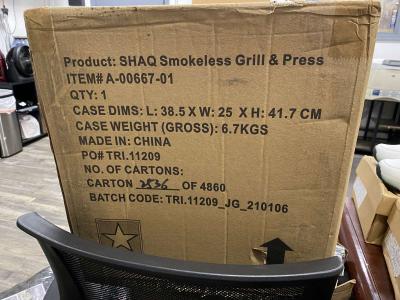 Product: SHAQ Smokeless Grill & Press
ITEM# A-00667-01
QTY: 1
CASE DIMS: L: 38.5 X W: 25 X H: 41.7 CM
CASE WEIGHT (GROSS): 6.7KGS
MADE IN: CHINA
PO# TRI.11209
NO. OF CARTONS:
CARTON 2536 OF 4860
BATCH CODE: TRI.11209_JG_210106